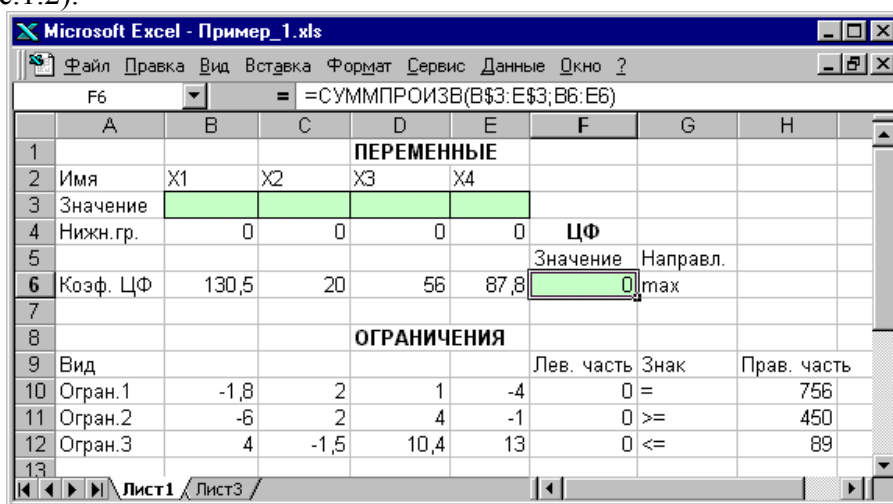 с.1.2).
Microsoft Excel - Пример_1.xls
Файл Правка Вид Вставка Формат Сервис Данные Окно ?
F6 = =СУММПРОИЗВ(B$3:E$3;B6:E6)
A B C D E F G H
1 ПЕРЕМЕННЫЕ
2 Имя X1 X2 X3 X4
3 Значение
4 Нижн.гр. 0 0 0 0 ЦФ
5 Значение Направл.
6 Коэф. ЦФ 130,5 20 56 87,8 0 max
7
8 ОГРАНИЧЕНИЯ
9 Вид Лев. часть Знак Прав. часть
10 Огран.1 -1,8 2 1 -4 0 = 756
11 Огран.2 -6 2 4 -1 0 >= 450
12 Огран.3 4 -1,5 10,4 13 0 <= 89
13
Лист1 Лист3